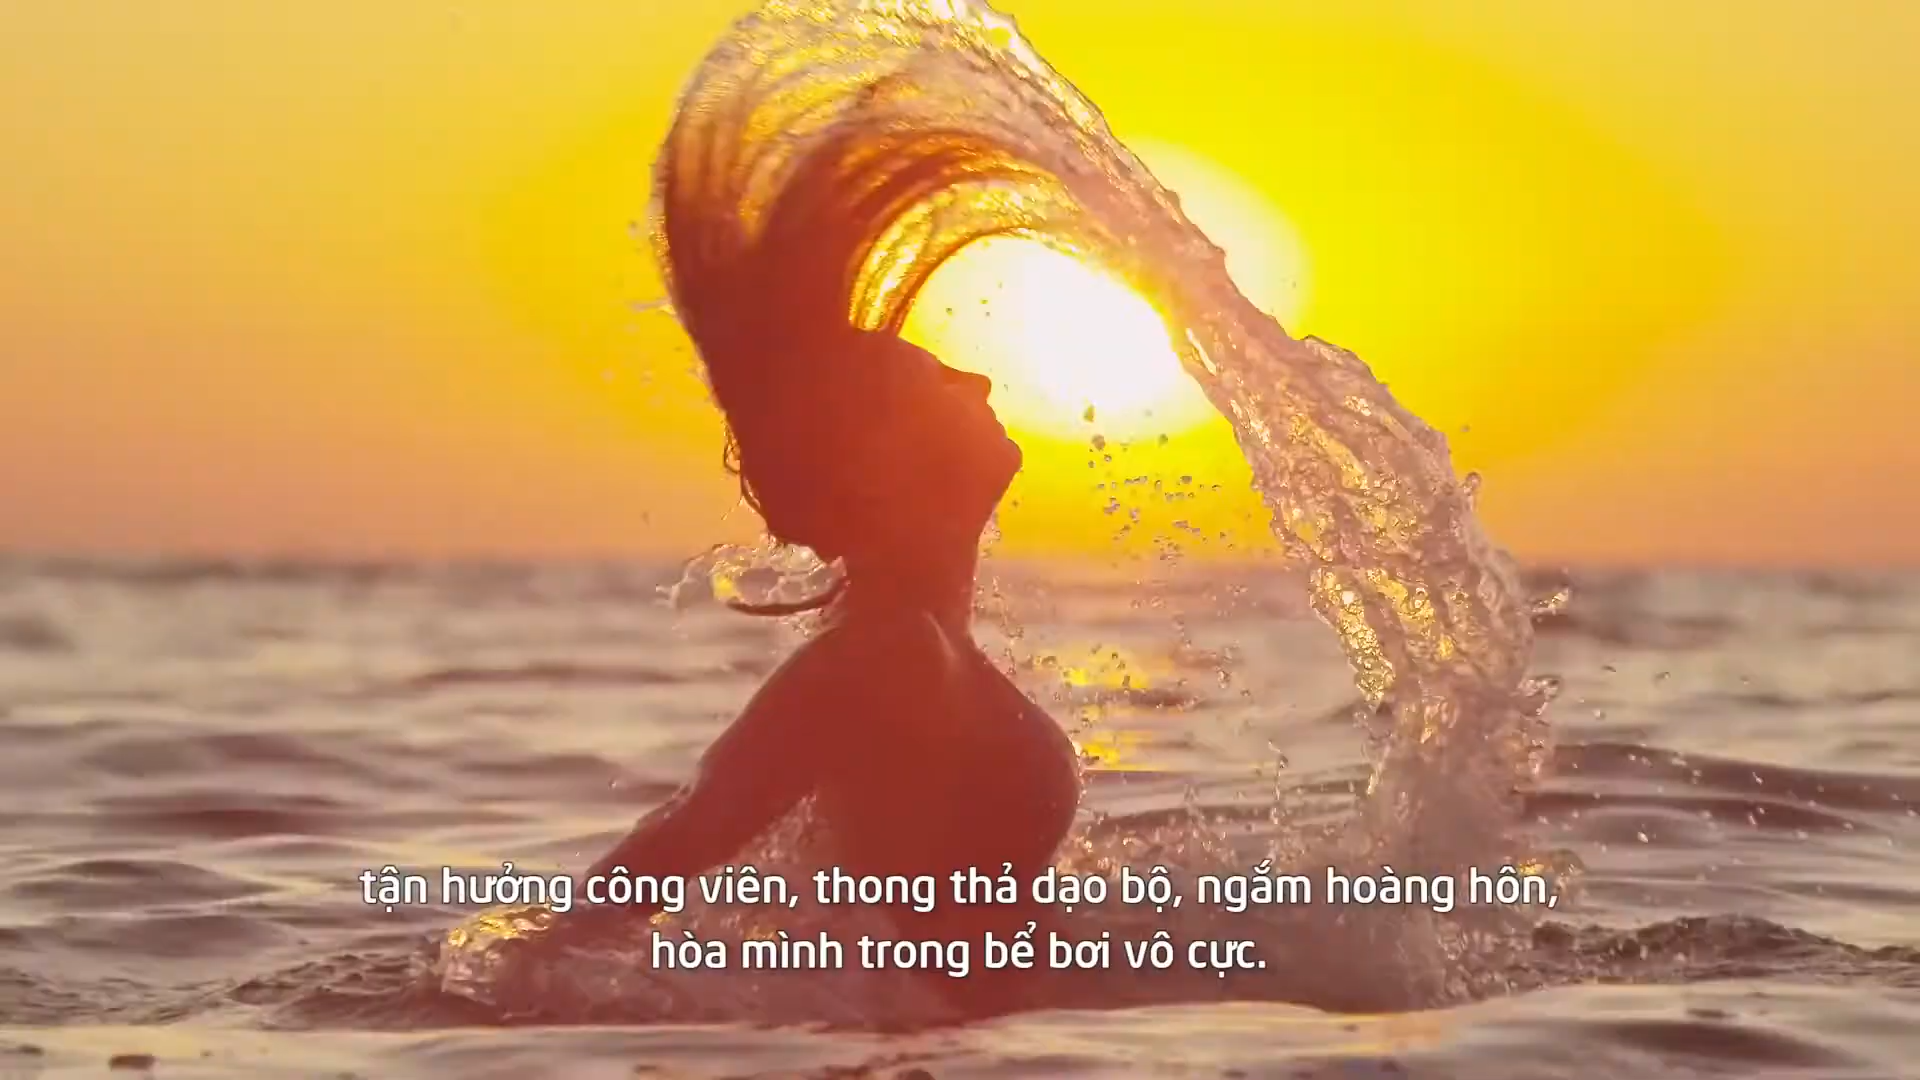 tận hưởng công viên, thong thả dạo bộ, ngắm hoàng hôn,
hòa mình trong bể bơi vô cực.